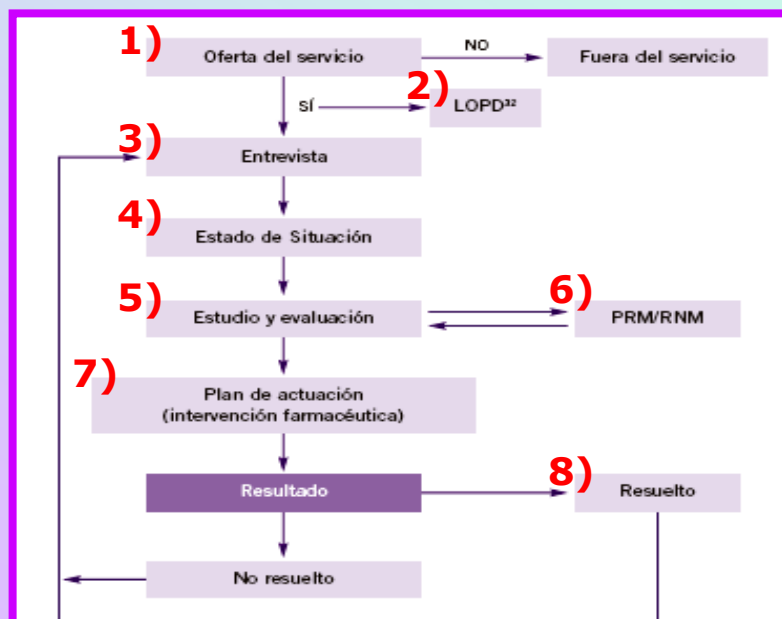 1)
Oferta del servicio
NO
Fuera del servicio
SÍ
2)
LOPD³²
3)
Entrevista
4)
Estado de Situación
5)
Estudio y evaluación
6)
PRM/RNM
7)
Plan de actuación
(intervención farmacéutica)
Resultado
8)
Resuelto
No resuelto